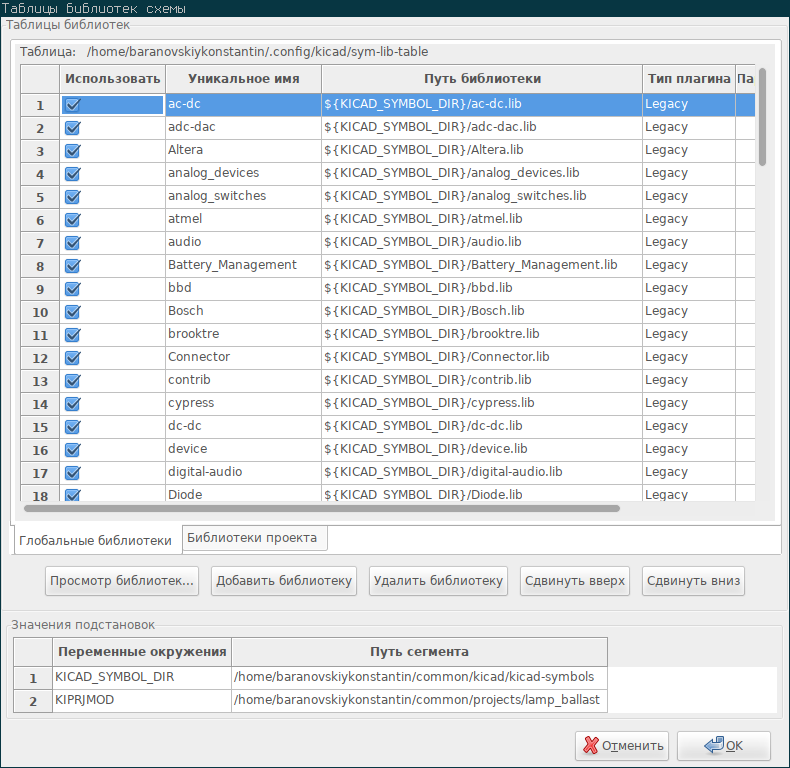 Таблицы библиотек схемы
Таблицы библиотек
Таблица: /home/baranovskiykonstantin/.config/kicad/sym-lib-table
Использовать Уникальное имя Путь библиотеки Тип плагина Па
1 ac-dc ${KICAD_SYMBOL_DIR}/ac-dc.lib Legacy
2 adc-dac ${KICAD_SYMBOL_DIR}/adc-dac.lib Legacy
3 Altera ${KICAD_SYMBOL_DIR}/Altera.lib Legacy
4 analog_devices ${KICAD_SYMBOL_DIR}/analog_devices.lib Legacy
5 analog_switches ${KICAD_SYMBOL_DIR}/analog_switches.lib Legacy
6 atmel ${KICAD_SYMBOL_DIR}/atmel.lib Legacy
7 audio ${KICAD_SYMBOL_DIR}/audio.lib Legacy
8 Battery_Management ${KICAD_SYMBOL_DIR}/Battery_Management.lib Legacy
9 bbd ${KICAD_SYMBOL_DIR}/bbd.lib Legacy
10 Bosch ${KICAD_SYMBOL_DIR}/Bosch.lib Legacy
11 brooktre ${KICAD_SYMBOL_DIR}/brooktre.lib Legacy
12 Connector ${KICAD_SYMBOL_DIR}/Connector.lib Legacy
13 contrib ${KICAD_SYMBOL_DIR}/contrib.lib Legacy
14 cypress ${KICAD_SYMBOL_DIR}/cypress.lib Legacy
15 dc-dc ${KICAD_SYMBOL_DIR}/dc-dc.lib Legacy
16 device ${KICAD_SYMBOL_DIR}/device.lib Legacy
17 digital-audio ${KICAD_SYMBOL_DIR}/digital-audio.lib Legacy
18 Diode ${KICAD_SYMBOL_DIR}/Diode.lib Legacy
Глобальные библиотеки Библиотеки проекта
Просмотр библиотек... Добавить библиотеку Удалить библиотеку Сдвинуть вверх Сдвинуть вниз
Значения подстановок
Переменные окружения Путь сегмента
1 KICAD_SYMBOL_DIR /home/baranovskiykonstantin/common/kicad/kicad-symbols
2 KIPRJMOD /home/baranovskiykonstantin/common/projects/lamp_ballast
Отменить OK